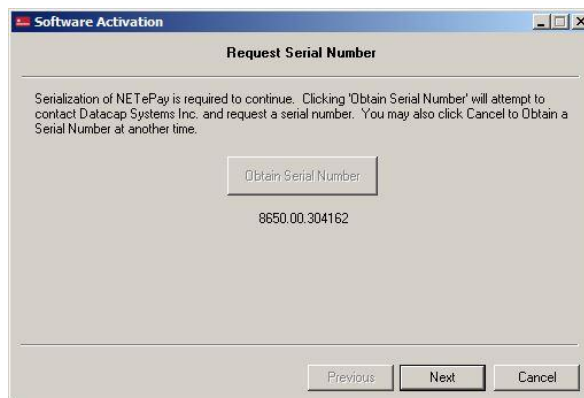 Software Activation
Request Serial Number
Serialization of NETePay is required to continue. Clicking 'Obtain Serial Number' will attempt to
contact Datacap Systems Inc. and request a serial number. You may also click Cancel to Obtain a
Serial Number at another time.
Obtain Serial Number
8650.00.304162
Previous Next Cancel